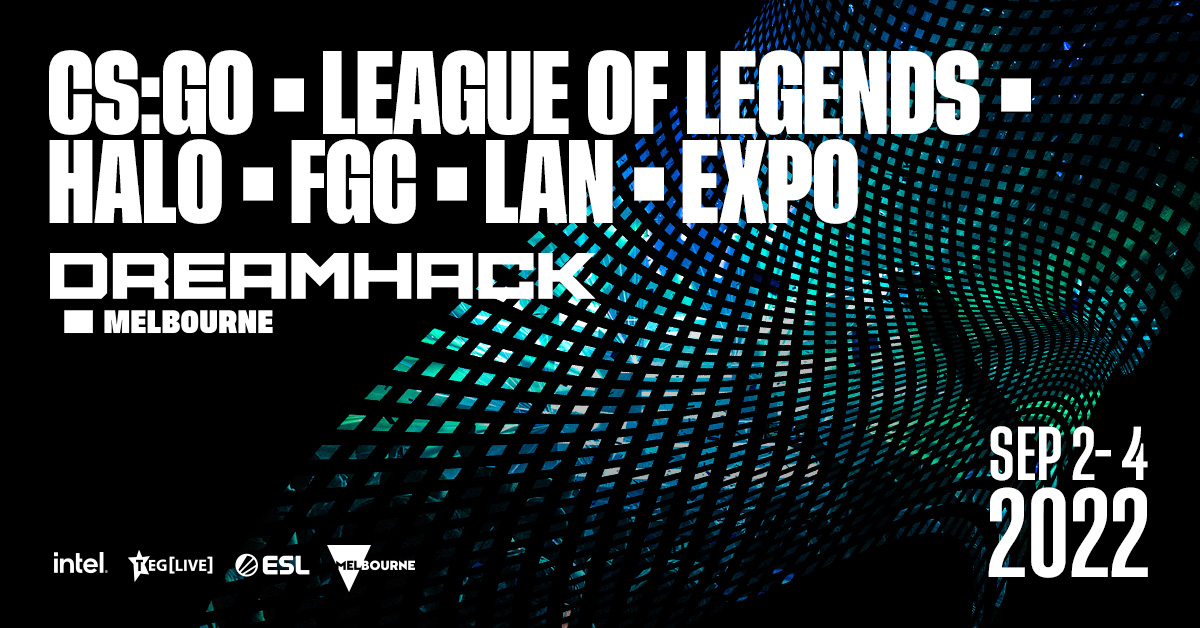 CS:GO ▪ LEAGUE OF LEGENDS ▪
HALO ▪ FGC ▪ LAN ▪ EXPO
DREAMHACK
MELBOURNE
SEP 2- 4
2022
intel.
TEG[LIVE]
ESL
MELBOURNE